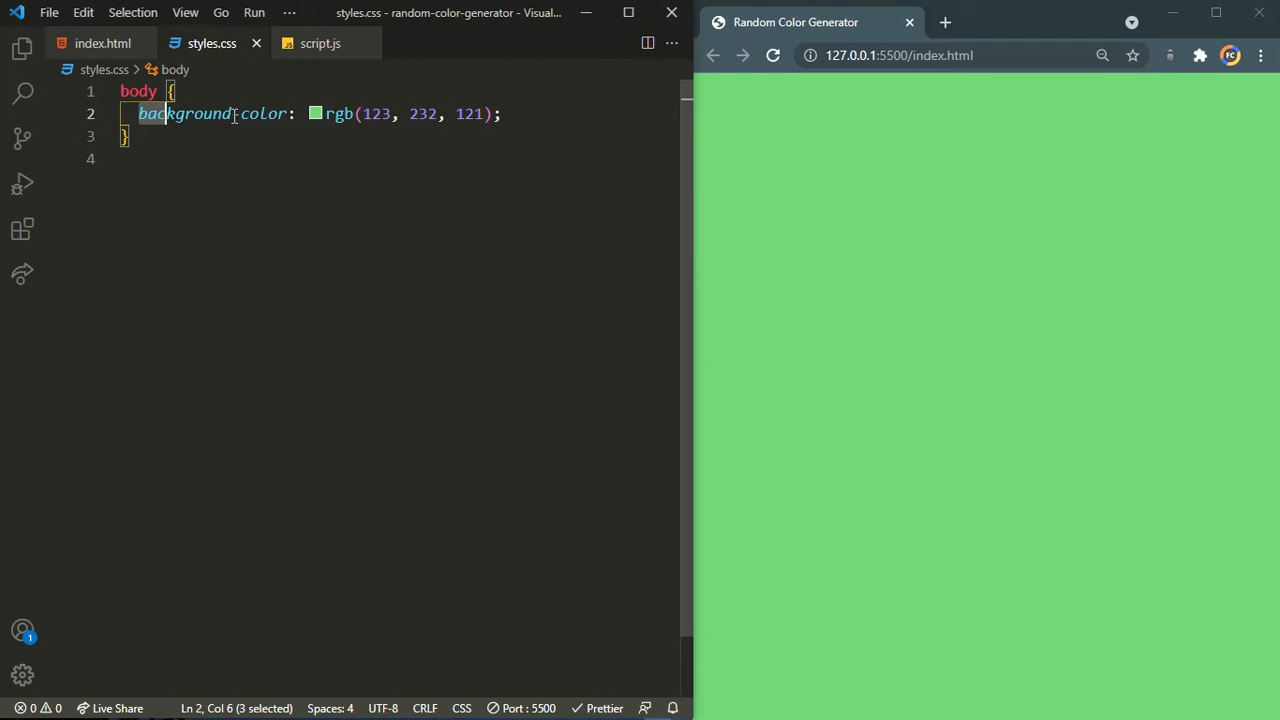 File Edit Selection View Go Run ··· styles.css - random-color-generator - Visual...
index.html styles.css script.js
styles.css > body
1 body {
2 background-color: rgb(123, 232, 121);
3 }
4
1
0 0 Live Share Ln 2, Col 6 (3 selected) Spaces: 4 UTF-8 CRLF CSS Port : 5500 Prettier
Random Color Generator
127.0.0.1:5500/index.html
FC